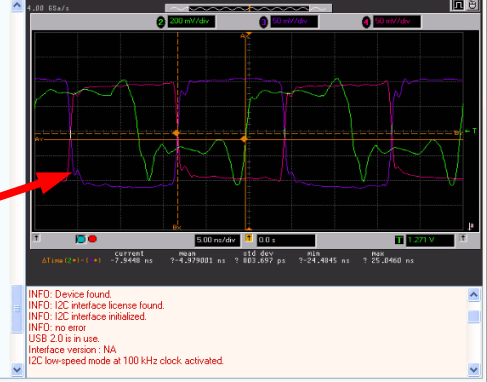 4.00 GSa/s
2 200 mV/div 3 50 mV/div 4 50 mV/div
Ay
Ax
Bx
T
5.00 ns/div 0.0 s T 1.271 V
current mean std dev min max
ΔTime(2•)-(•) -7.9448 ns ?-4.979001 ns ? 803.697 ps ?-24.4845 ns ? 25.0460 ns
INFO: Device found.
INFO: I2C interface license found.
INFO: I2C interface initialized.
INFO: no error
USB 2.0 is in use.
Interface version : NA
I2C low-speed mode at 100 kHz clock activated.